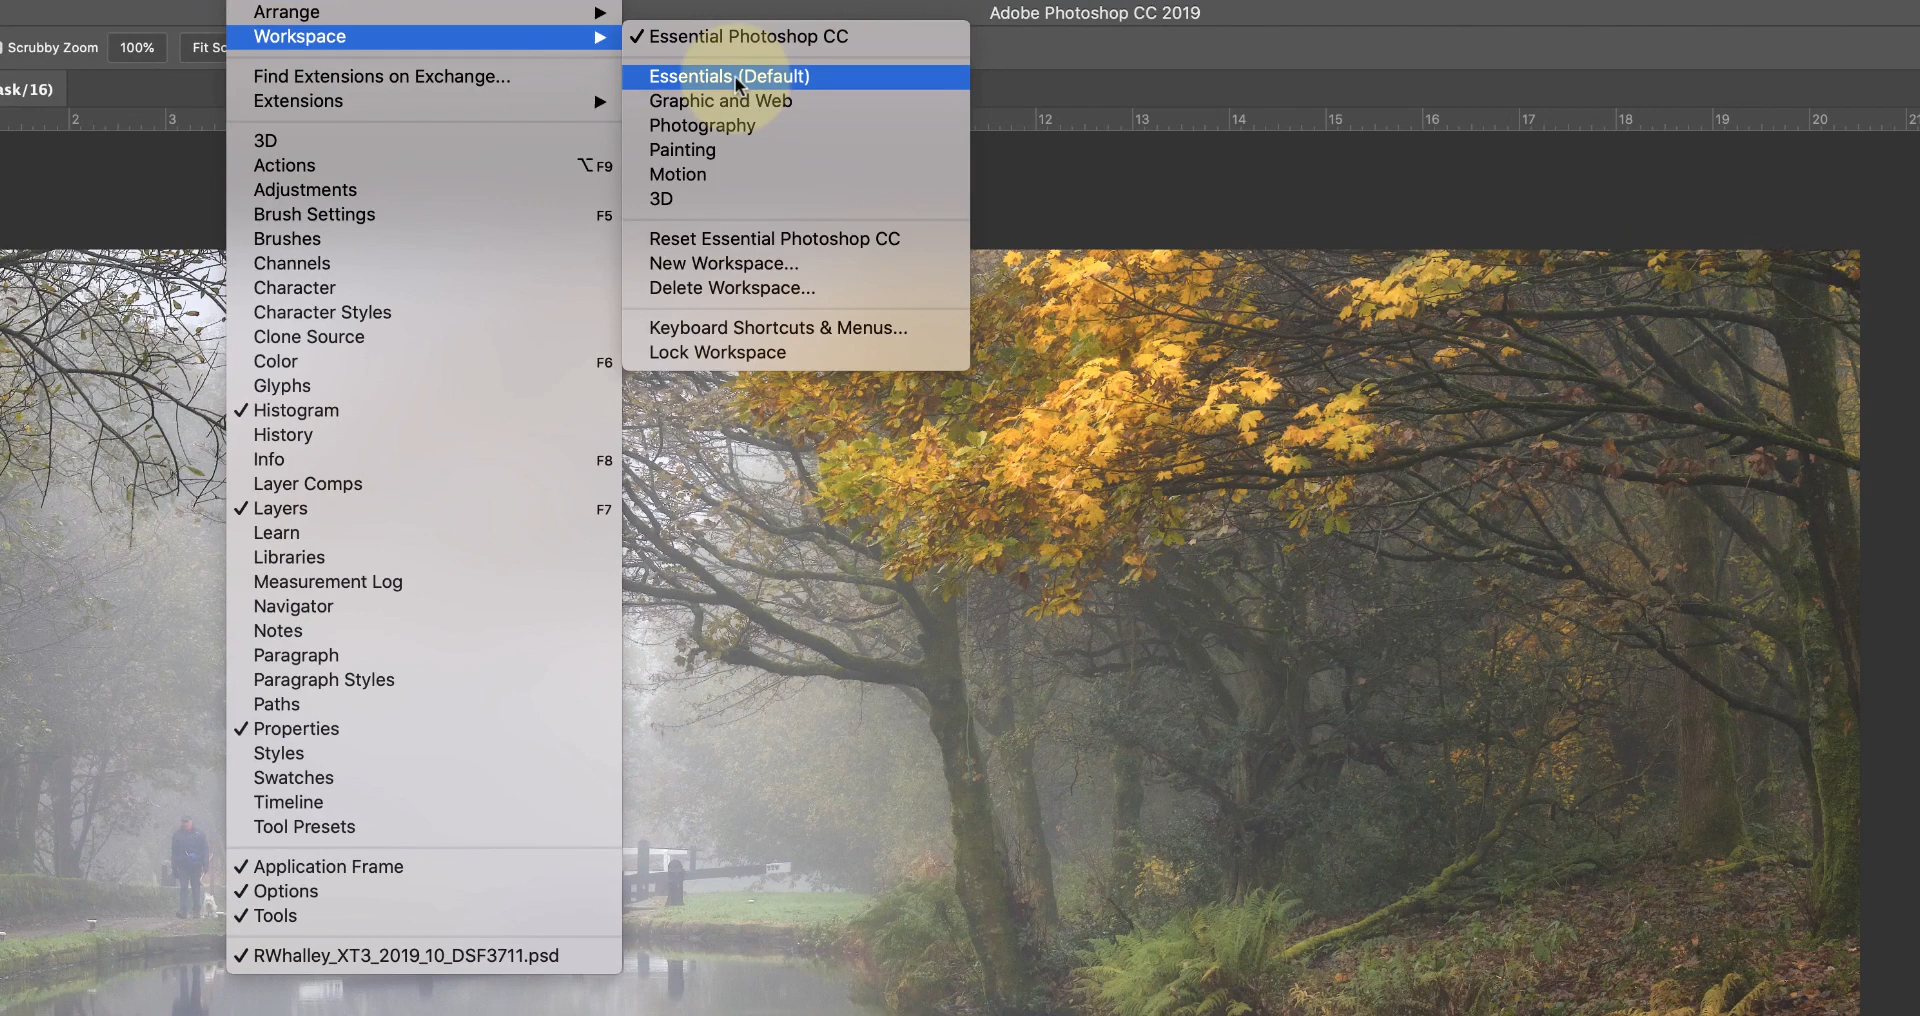 Adobe Photoshop CC 2019
Scrubby Zoom
100%
Fit Sc
ask/16)
2
3
12
13
14
15
16
17
18
19
20
21
Arrange
Workspace
Find Extensions on Exchange...
Extensions
3D
Actions ⌥F9
Adjustments
Brush Settings F5
Brushes
Channels
Character
Character Styles
Clone Source
Color F6
Glyphs
✓ Histogram
History
Info F8
Layer Comps
✓ Layers F7
Learn
Libraries
Measurement Log
Navigator
Notes
Paragraph
Paragraph Styles
Paths
✓ Properties
Styles
Swatches
Timeline
Tool Presets
✓ Application Frame
✓ Options
✓ Tools
✓ RWhalley_XT3_2019_10_DSF3711.psd
✓ Essential Photoshop CC
Essentials (Default)
Graphic and Web
Photography
Painting
Motion
3D
Reset Essential Photoshop CC
New Workspace...
Delete Workspace...
Keyboard Shortcuts & Menus...
Lock Workspace